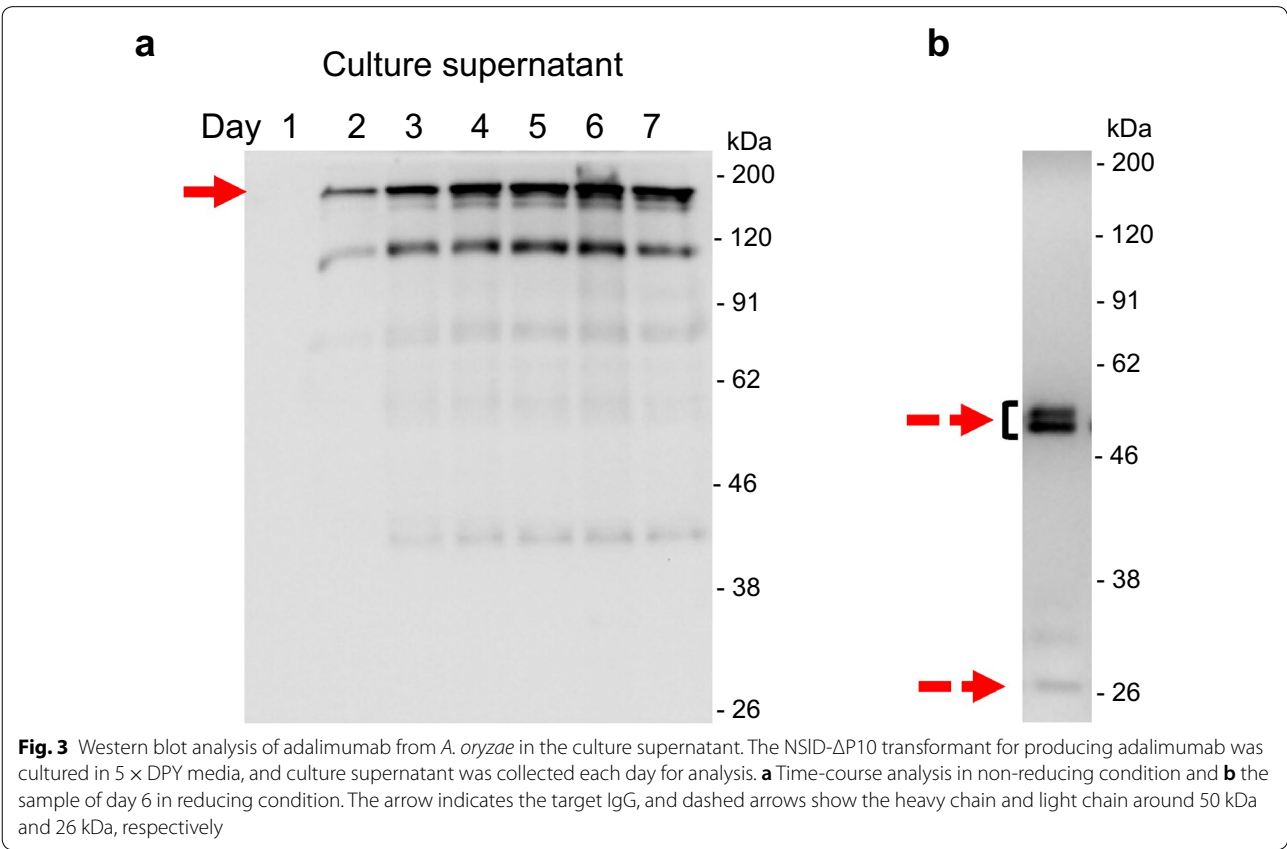 a
b
Culture supernatant
Day 1 2 3 4 5 6 7
kDa
- 200
- 120
- 91
- 62
- 46
- 38
- 26
kDa
- 200
- 120
- 91
- 62
- 46
- 38
- 26
Fig. 3 Western blot analysis of adalimumab from A. oryzae in the culture supernatant. The NSlD-ΔP10 transformant for producing adalimumab was
cultured in 5 × DPY media, and culture supernatant was collected each day for analysis. a Time-course analysis in non-reducing condition and b the
sample of day 6 in reducing condition. The arrow indicates the target IgG, and dashed arrows show the heavy chain and light chain around 50 kDa
and 26 kDa, respectively